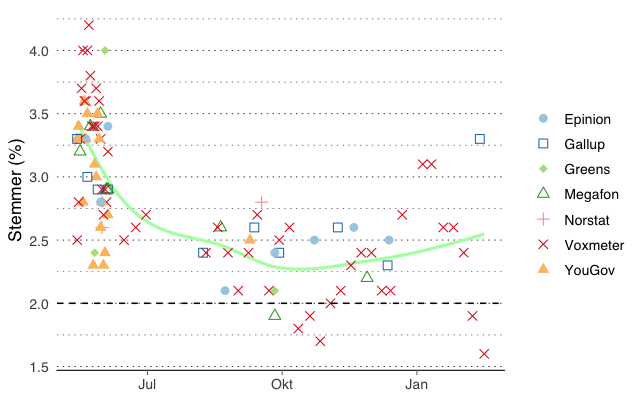 Stemmer (%)
4.0
3.5
3.0
2.5
2.0
1.5
Jul
Okt
Jan
Epinion
Gallup
Greens
Megafon
Norstat
Voxmeter
YouGov